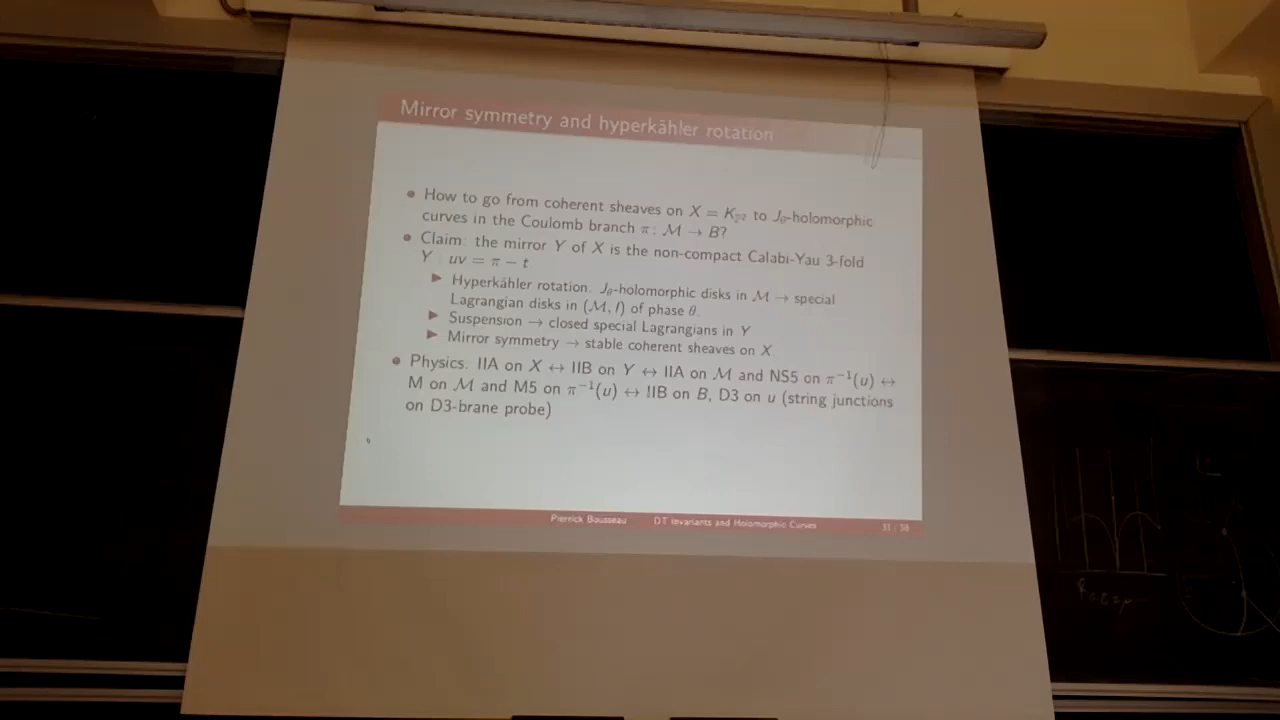 Mirror symmetry and hyperkähler rotation
• How to go from coherent sheaves on X = K_{ℙ²} to J_θ-holomorphic
curves in the Coulomb branch π : ℳ → B?
• Claim: the mirror Y of X is the non-compact Calabi-Yau 3-fold
Y : uv = π − t
▶ Hyperkähler rotation: J_θ-holomorphic disks in ℳ → special
Lagrangian disks in (ℳ, I) of phase θ.
▶ Suspension → closed special Lagrangians in Y
▶ Mirror symmetry → stable coherent sheaves on X.
• Physics: IIA on X ↔ IIB on Y ↔ IIA on ℳ and NS5 on π⁻¹(u) ↔
M on ℳ and M5 on π⁻¹(u) ↔ IIB on B, D3 on u (string junctions
on D3-brane probe)
Pierrick Bousseau DT Invariants and Holomorphic Curves 31 / 38